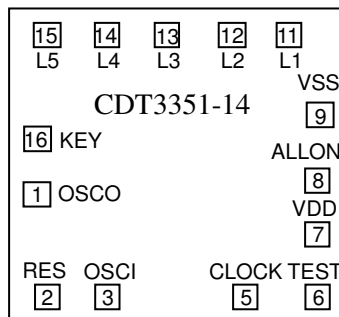 15 14 13 12 11
L5 L4 L3 L2 L1
VSS
CDT3351-14
9
16 KEY
ALLON
8
1 OSCO
VDD
7
RES OSCI CLOCK TEST
2 3 5 6